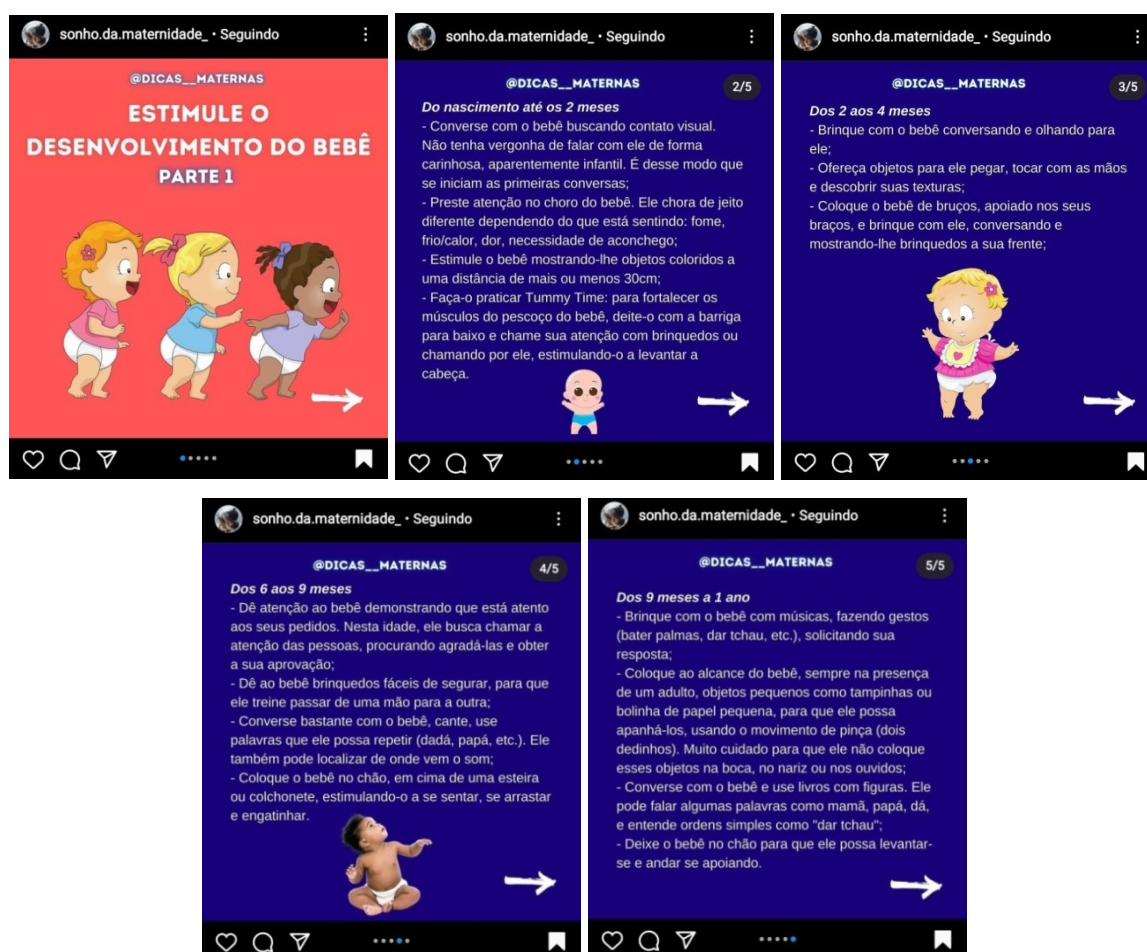 sonho.da.maternidade_ • Seguindo
@DICAS__MATERNAS
ESTIMULE O
DESENVOLVIMENTO DO BEBÊ
PARTE 1
sonho.da.maternidade_ • Seguindo
@DICAS__MATERNAS
2/5
Do nascimento até os 2 meses
- Converse com o bebê buscando contato visual.
Não tenha vergonha de falar com ele de forma
carinhosa, aparentemente infantil. É desse modo que
se iniciam as primeiras conversas;
- Preste atenção no choro do bebê. Ele chora de jeito
diferente dependendo do que está sentindo: fome,
frio/calor, dor, necessidade de aconchego;
- Estimule o bebê mostrando-lhe objetos coloridos a
uma distância de mais ou menos 30cm;
- Faça-o praticar Tummy Time: para fortalecer os
músculos do pescoço do bebê, deite-o com a barriga
para baixo e chame sua atenção com brinquedos ou
chamando por ele, estimulando-o a levantar a
cabeça.
sonho.da.maternidade_ • Seguindo
@DICAS__MATERNAS
3/5
Dos 2 aos 4 meses
- Brinque com o bebê conversando e olhando para
ele;
- Ofereça objetos para ele pegar, tocar com as mãos
e descobrir suas texturas;
- Coloque o bebê de bruços, apoiado nos seus
braços, e brinque com ele, conversando e
mostrando-lhe brinquedos a sua frente;
sonho.da.maternidade_ • Seguindo
@DICAS__MATERNAS
4/5
Dos 6 aos 9 meses
- Dê atenção ao bebê demonstrando que está atento
aos seus pedidos. Nesta idade, ele busca chamar a
atenção das pessoas, procurando agradá-las e obter
a sua aprovação;
- Dê ao bebê brinquedos fáceis de segurar, para que
ele treine passar de uma mão para a outra;
- Converse bastante com o bebê, cante, use
palavras que ele possa repetir (dadá, papá, etc.). Ele
também pode localizar de onde vem o som;
- Coloque o bebê no chão, em cima de uma esteira
ou colchonete, estimulando-o a se sentar, se arrastar
e engatinhar.
sonho.da.maternidade_ • Seguindo
@DICAS__MATERNAS
5/5
Dos 9 meses a 1 ano
- Brinque com o bebê com músicas, fazendo gestos
(bater palmas, dar tchau, etc.), solicitando sua
resposta;
- Coloque ao alcance do bebê, sempre na presença
de um adulto, objetos pequenos como tampinhas ou
bolinha de papel pequena, para que ele possa
apanhá-los, usando o movimento de pinça (dois
dedinhos). Muito cuidado para que ele não coloque
esses objetos na boca, no nariz ou nos ouvidos;
- Converse com o bebê e use livros com figuras. Ele
pode falar algumas palavras como mamã, papá, dá,
e entende ordens simples como "dar tchau";
- Deixe o bebê no chão para que ele possa levantar-
se e andar se apoiando.